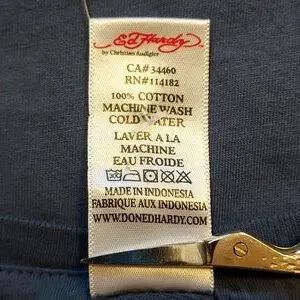 Ed Hardy
by Christian Audigier
CA# 34460
RN# 114182
100% COTTON
MACHINE WASH
COLD WATER
LAVER A LA
MACHINE
EAU FROIDE
MADE IN INDONESIA
FABRIQUE AUX INDONESIA
WWW.DONEDHARDY.COM